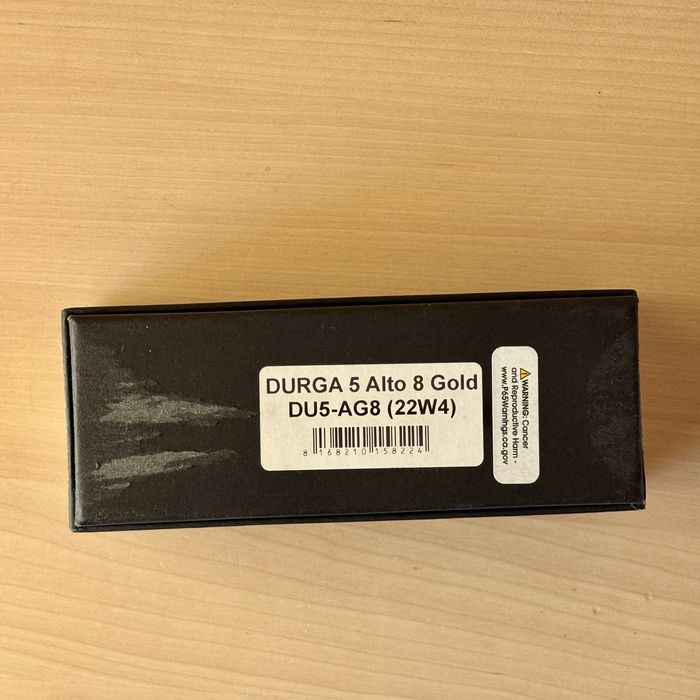 DURGA 5 Alto 8 Gold
DU5-AG8 (22W4)
8 16821O 158224
⚠WARNING: Cancer
and Reproductive Harm -
www.P65Warnings.ca.gov